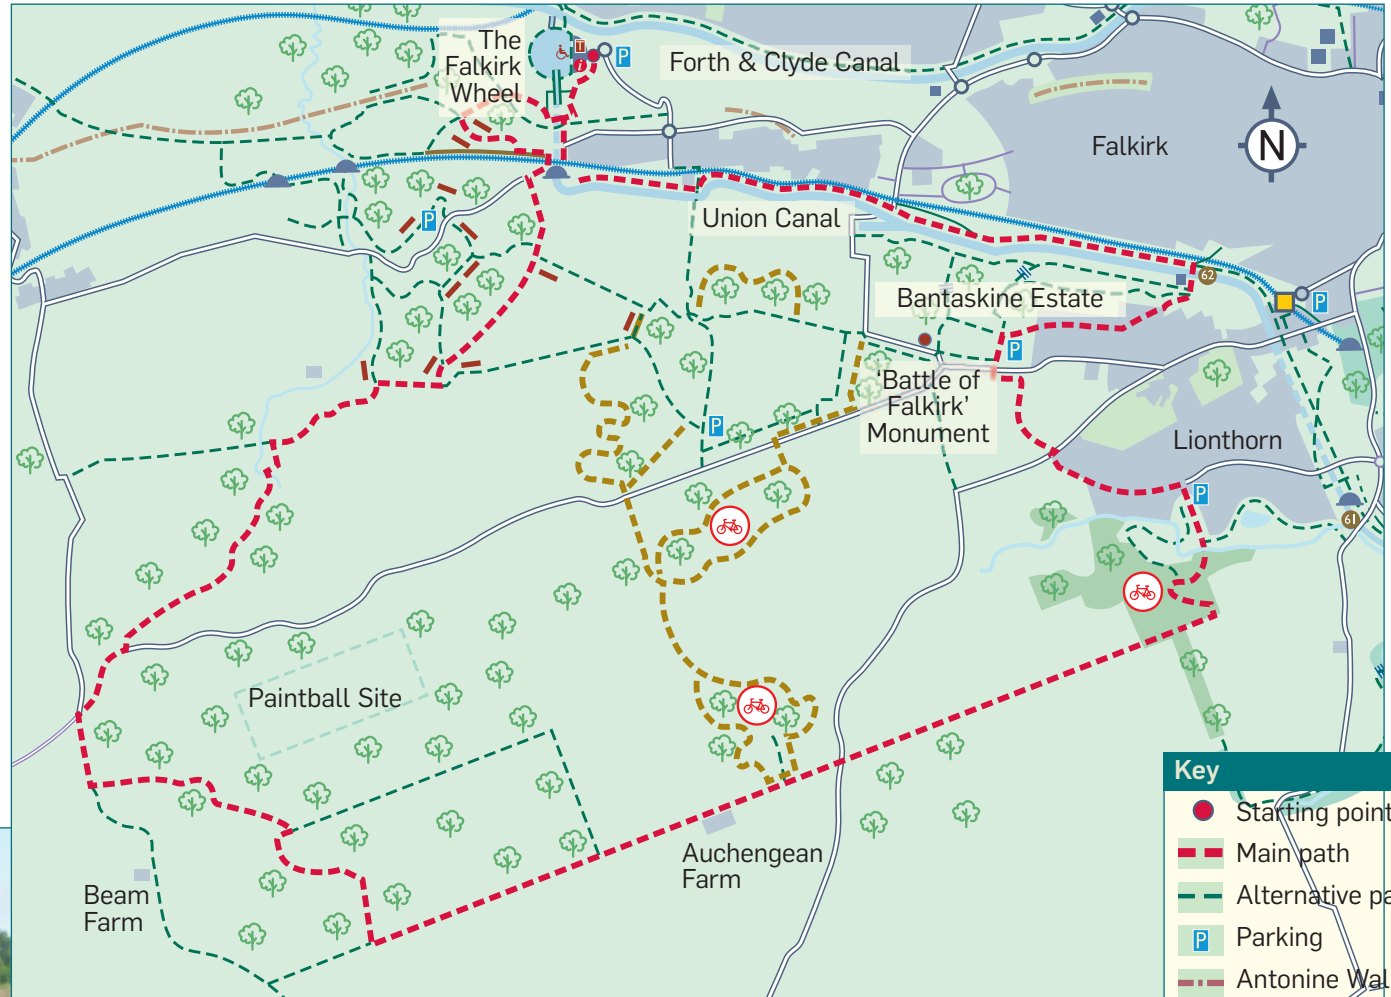 The
Falkirk
Wheel
T
i
P
Forth & Clyde Canal
Falkirk
N
P
Union Canal
62
Bantaskine Estate
P
P
'Battle of
Falkirk'
Monument
P
Lionthorn
P
61
Paintball Site
Auchengean
Farm
Beam
Farm
Key
Starting point
Main path
Alternative pa
P Parking
Antonine Wal